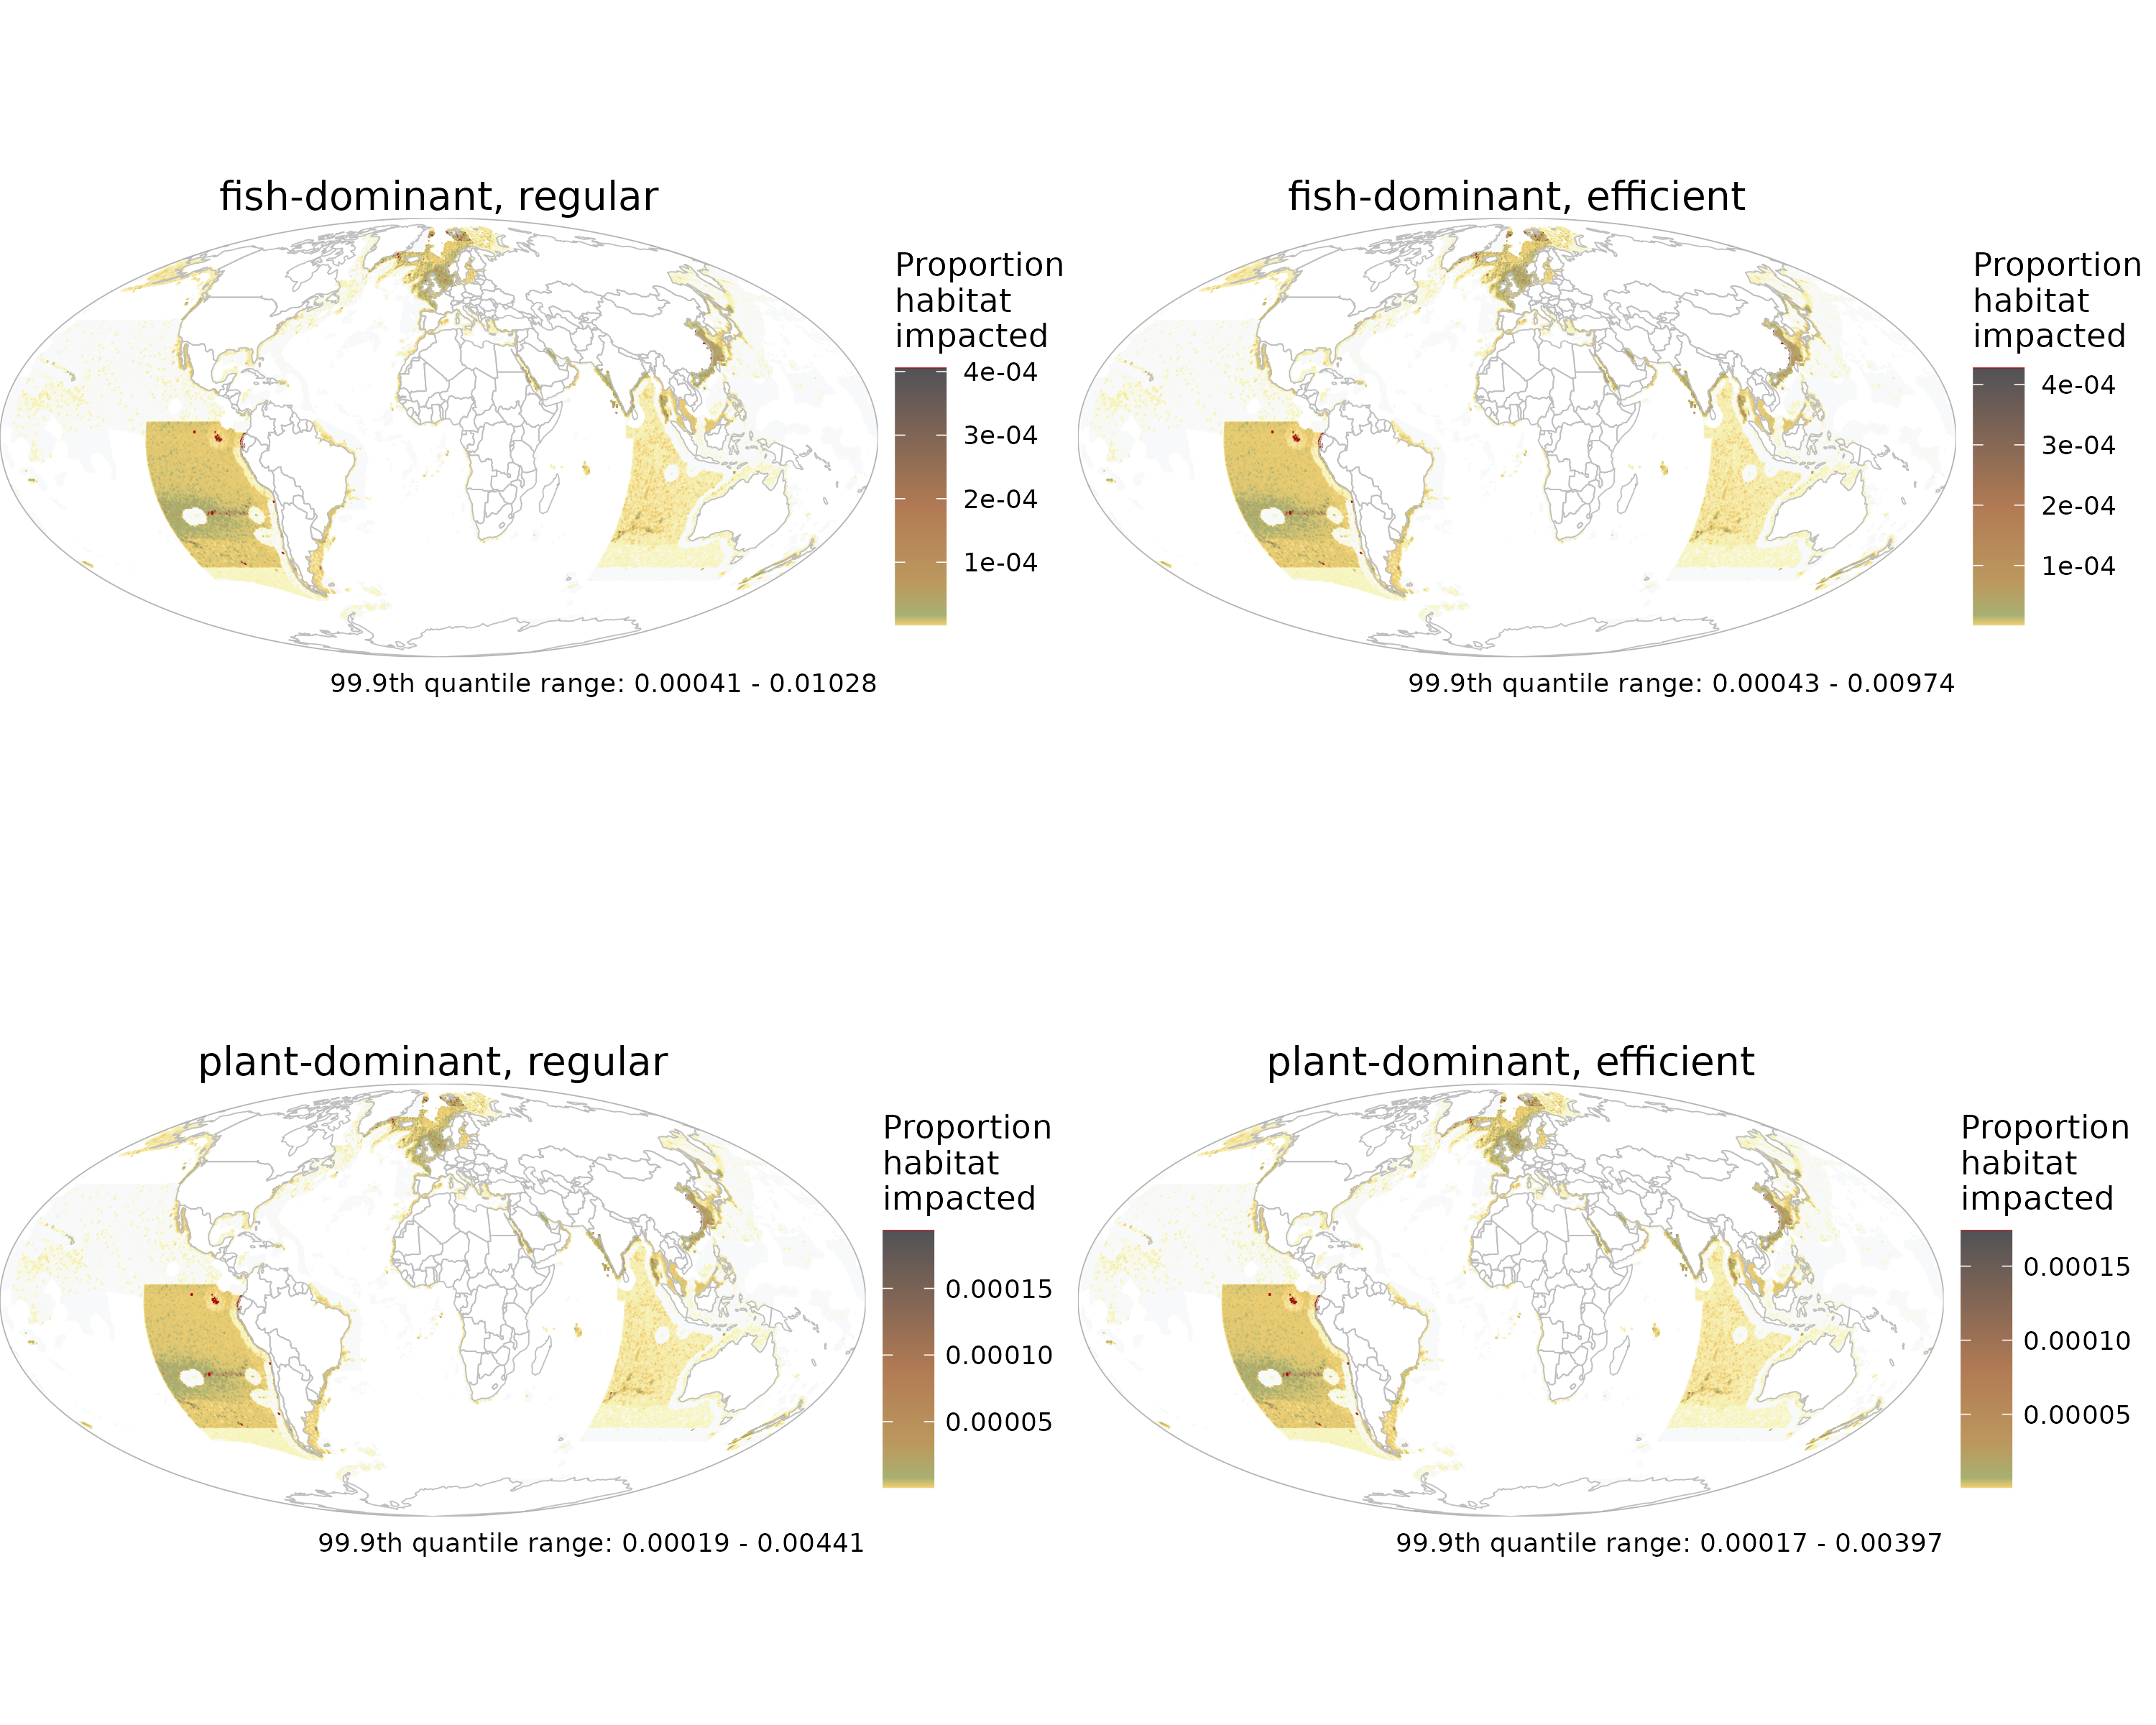 fish-dominant, regular
Proportion
habitat
impacted
4e-04
3e-04
2e-04
1e-04
99.9th quantile range: 0.00041 - 0.01028
fish-dominant, efficient
Proportion
habitat
impacted
4e-04
3e-04
2e-04
1e-04
99.9th quantile range: 0.00043 - 0.00974
plant-dominant, regular
Proportion
habitat
impacted
0.00015
0.00010
0.00005
99.9th quantile range: 0.00019 - 0.00441
plant-dominant, efficient
Proportion
habitat
impacted
0.00015
0.00010
0.00005
99.9th quantile range: 0.00017 - 0.00397